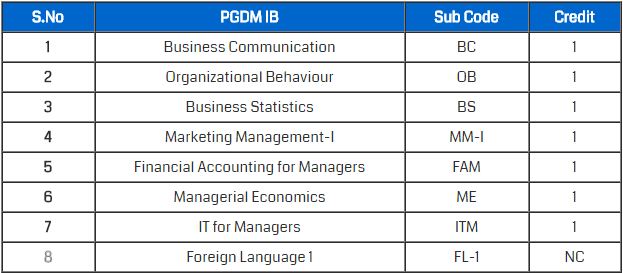 S.No PGDM IB Sub Code Credit
1 Business Communication BC 1
2 Organizational Behaviour OB 1
3 Business Statistics BS 1
4 Marketing Management-I MM-I 1
5 Financial Accounting for Managers FAM 1
6 Managerial Economics ME 1
7 IT for Managers ITM 1
8 Foreign Language 1 FL-1 NC